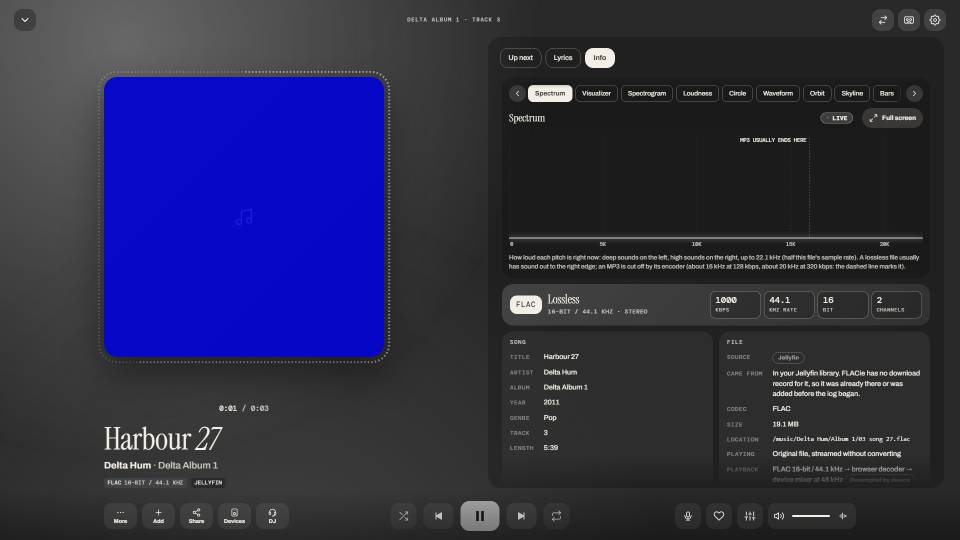 DELTA ALBUM 1 · TRACK 3
Up next
Lyrics
Info
Spectrum
Visualizer
Spectrogram
Loudness
Circle
Waveform
Orbit
Skyline
Bars
Spectrum
LIVE
Full screen
MP3 USUALLY ENDS HERE
0
5K
10K
15K
20K
How loud each pitch is right now: deep sounds on the left, high sounds on the right, up to 22.1 kHz (half this file's sample rate). A lossless file usually
has sound out to the right edge; an MP3 is cut off by its encoder (about 16 kHz at 128 kbps, about 20 kHz at 320 kbps: the dashed line marks it).
FLAC
Lossless
16-BIT / 44.1 KHZ · STEREO
1000
KBPS
44.1
KHZ RATE
16
BIT
2
CHANNELS
SONG
TITLE Harbour 27
ARTIST Delta Hum
ALBUM Delta Album 1
YEAR 2011
GENRE Pop
TRACK 3
LENGTH 5:39
FILE
SOURCE Jellyfin
CAME FROM In your Jellyfin library. FLACie has no download
record for it, so it was already there or was
added before the log began.
CODEC FLAC
SIZE 19.1 MB
LOCATION /music/Delta Hum/Album 1/03 song 27.flac
PLAYING Original file, streamed without converting
PLAYBACK FLAC 16-bit / 44.1 kHz → browser decoder →
device mixer at 48 kHz Resampled by device
0:01 / 0:03
Harbour 27
Delta Hum · Delta Album 1
FLAC 16-BIT / 44.1 KHZ
JELLYFIN
More
Add
Share
Devices
DJ